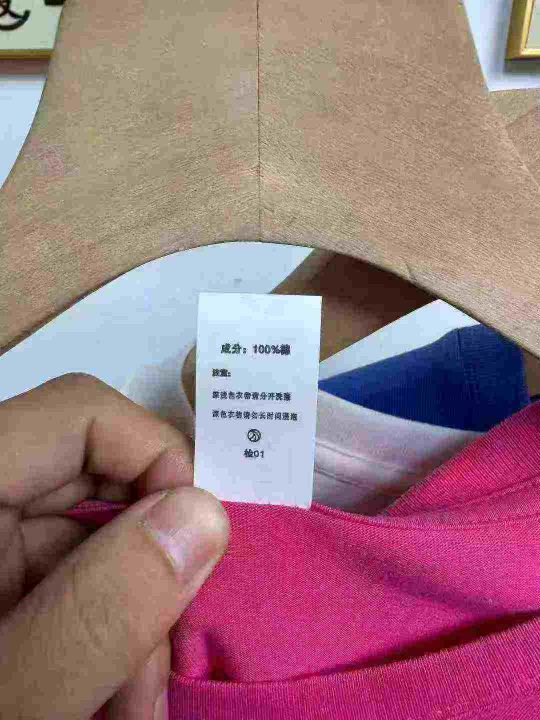 成分：100%棉
注意：
深浅色衣物请分开洗涤
深色衣物请勿长时间浸泡
检01